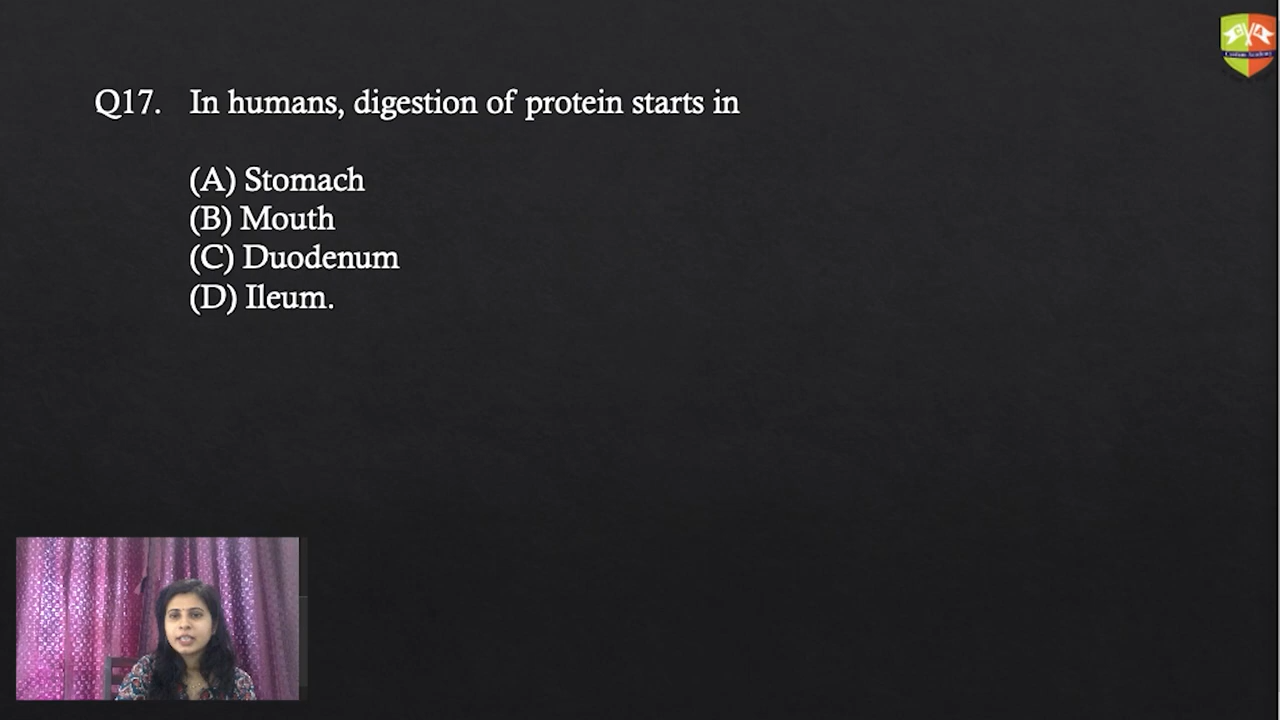 Q17. In humans, digestion of protein starts in
(A) Stomach
(B) Mouth
(C) Duodenum
(D) Ileum.